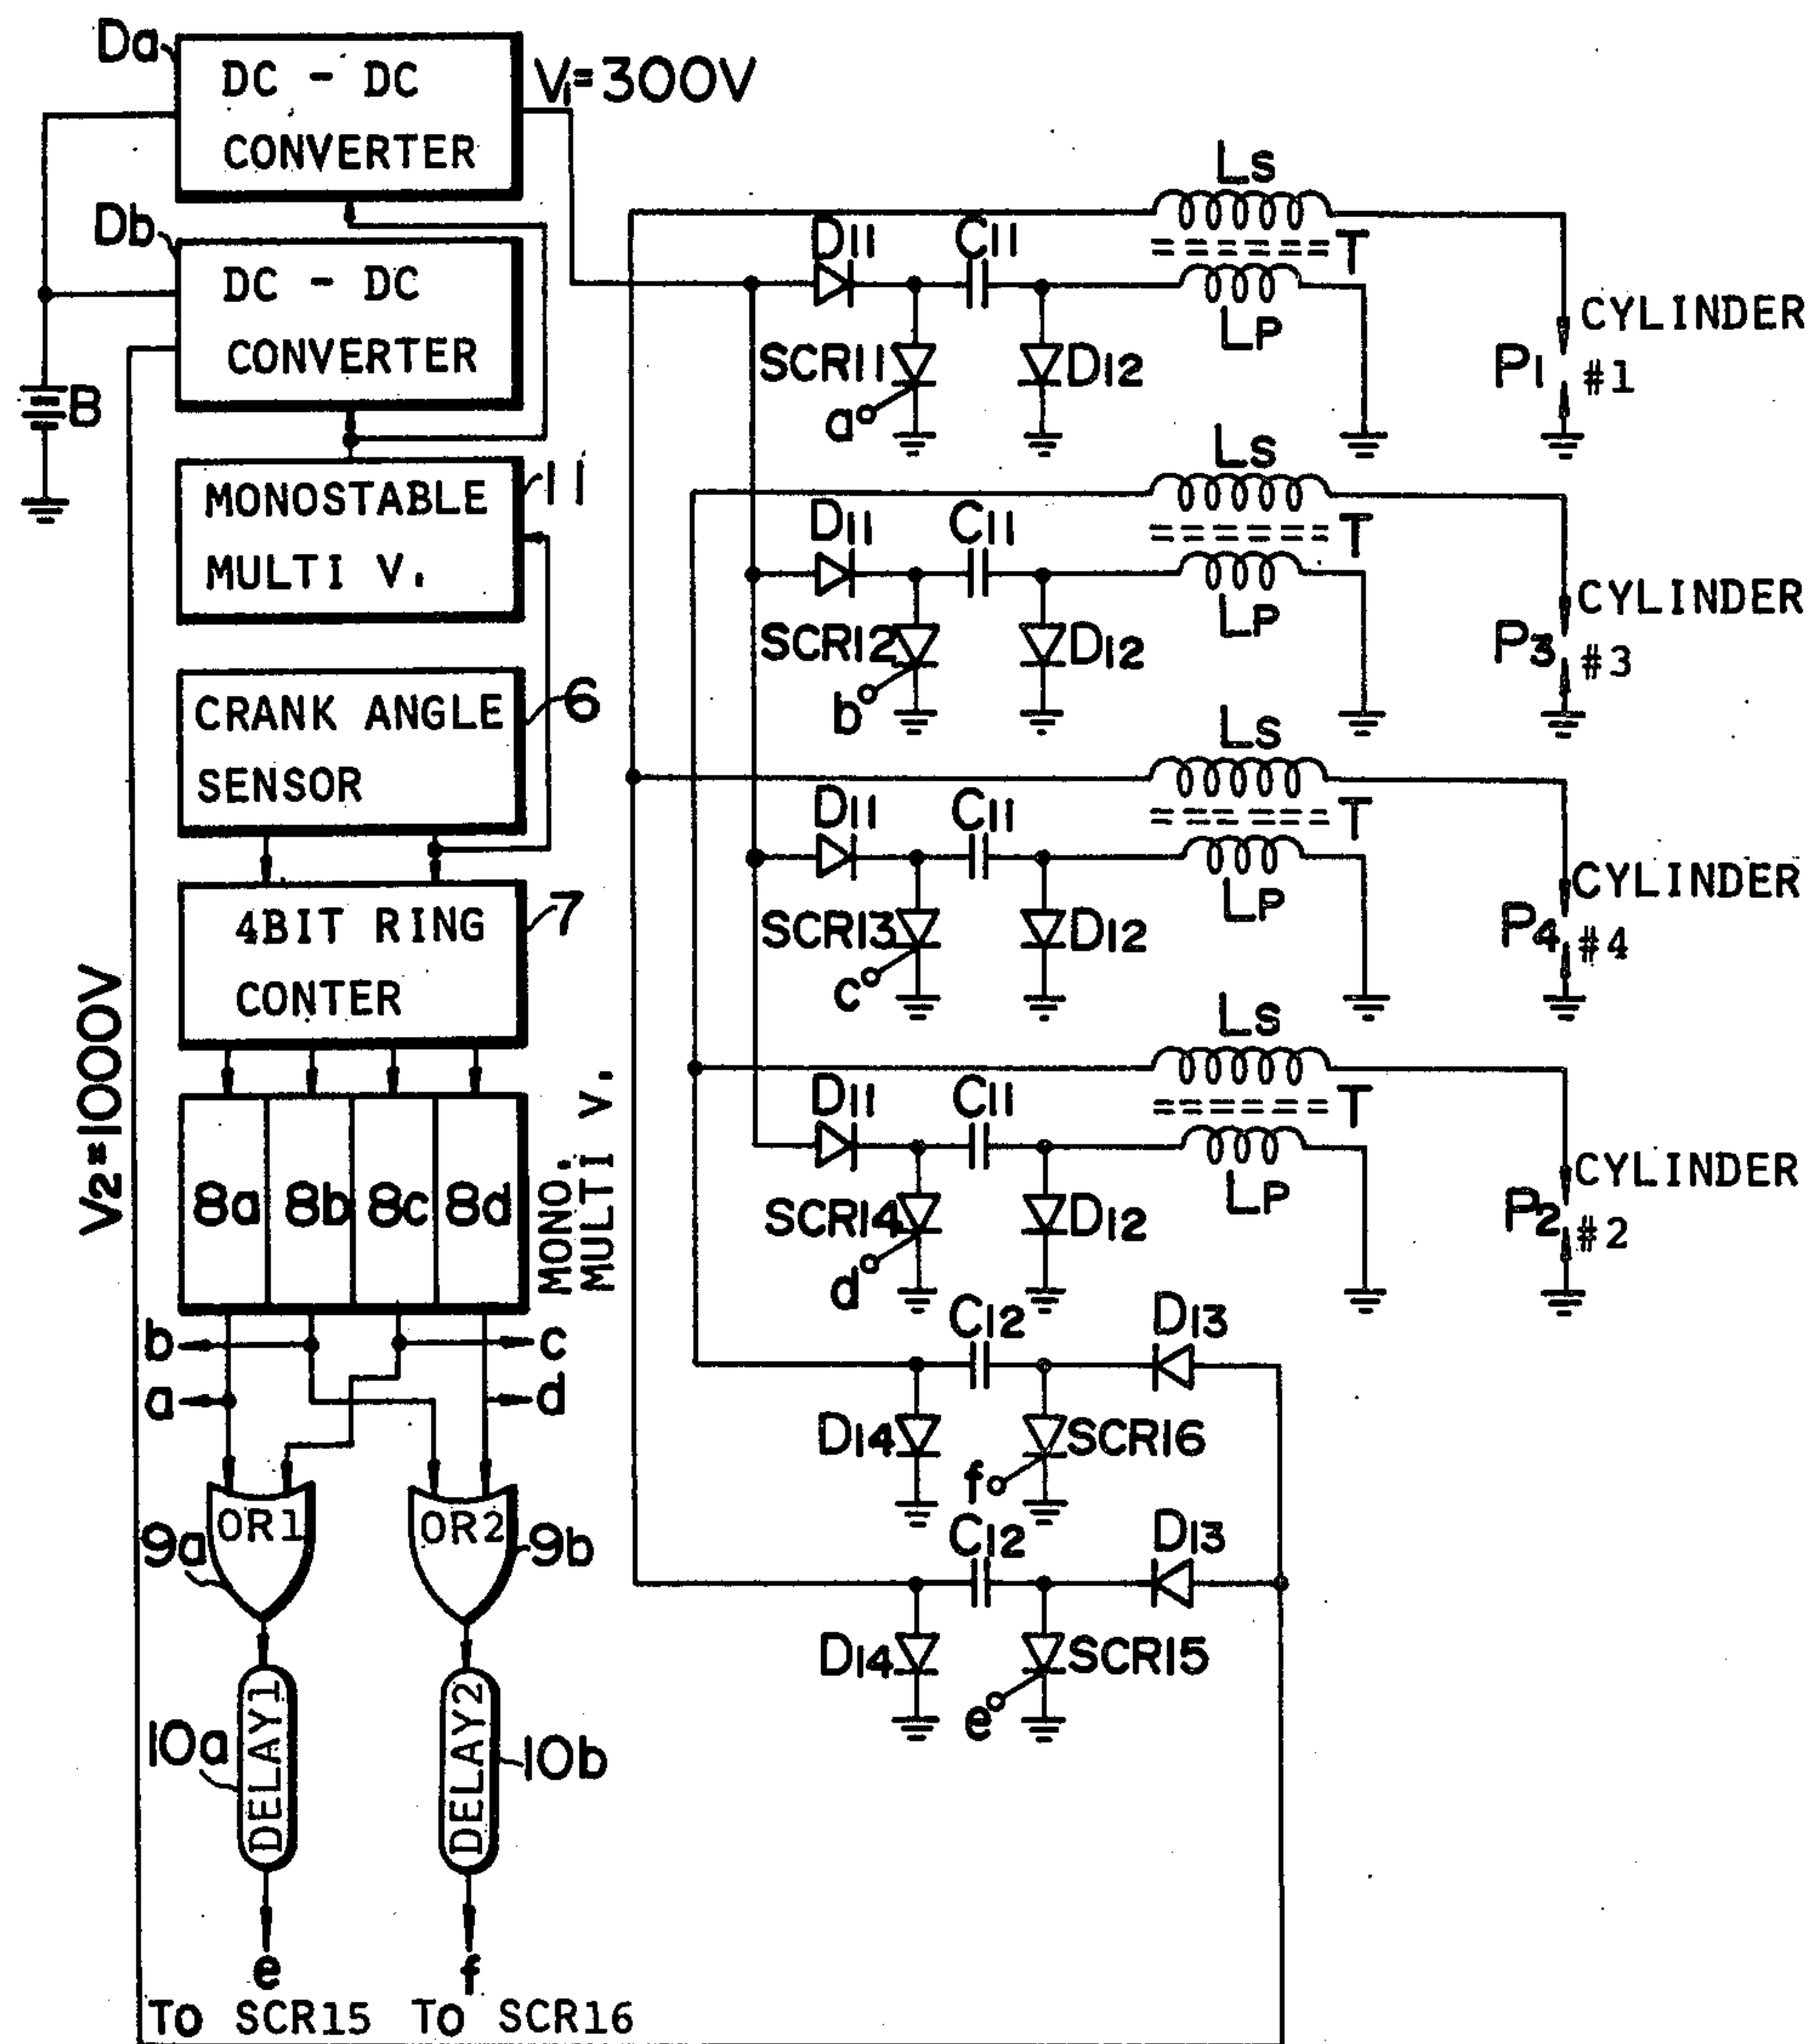 Da
DC - DC
CONVERTER
V1=300V
Db
DC - DC
CONVERTER
B
MONOSTABLE
MULTI V.
11
CRANK ANGLE
SENSOR
6
4BIT RING
CONTER
7
V2=1000V
8a 8b 8c 8d
MONO.
MULTI V.
b
c
a
d
OR1
OR2
9a
9b
DELAY1
DELAY2
10a
10b
e
f
To SCR15
To SCR16
Ls
D11
C11
T
LP
SCR11
D12
a
CYLINDER
P1
#1
Ls
D11
C11
T
LP
SCR12
D12
b
CYLINDER
P3
#3
Ls
D11
C11
T
LP
SCR13
D12
c
CYLINDER
P4
#4
Ls
D11
C11
T
LP
SCR14
D12
d
CYLINDER
P2
#2
C12
D13
D14
SCR16
f
C12
D13
D14
SCR15
e